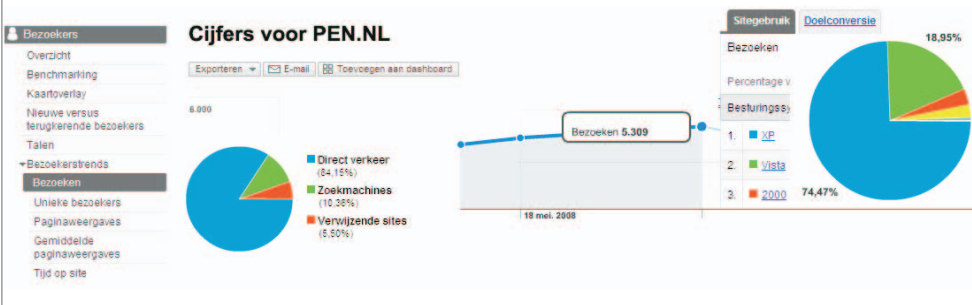 Bezoekers
Overzicht
Benchmarking
Kaartoverlay
Nieuwe versus
terugkerende bezoekers
Talen
Bezoekerstrends
Bezoeken
Unieke bezoekers
Paginaweergaves
Gemiddelde
paginaweergaves
Tijd op site
Cijfers voor PEN.NL
Exporteren E-mail Toevoegen aan dashboard
6.000
Direct verkeer
(84,15%)
Zoekmachines
(10,36%)
Verwijzende sites
(5,50%)
Bezoeken 5.309
18 mei. 2008
Sitegebruik Doelconversie
Bezoeken
Percentage v
Besturingssy
1. XP
2. Vista
3. 2000
18,95%
74,47%